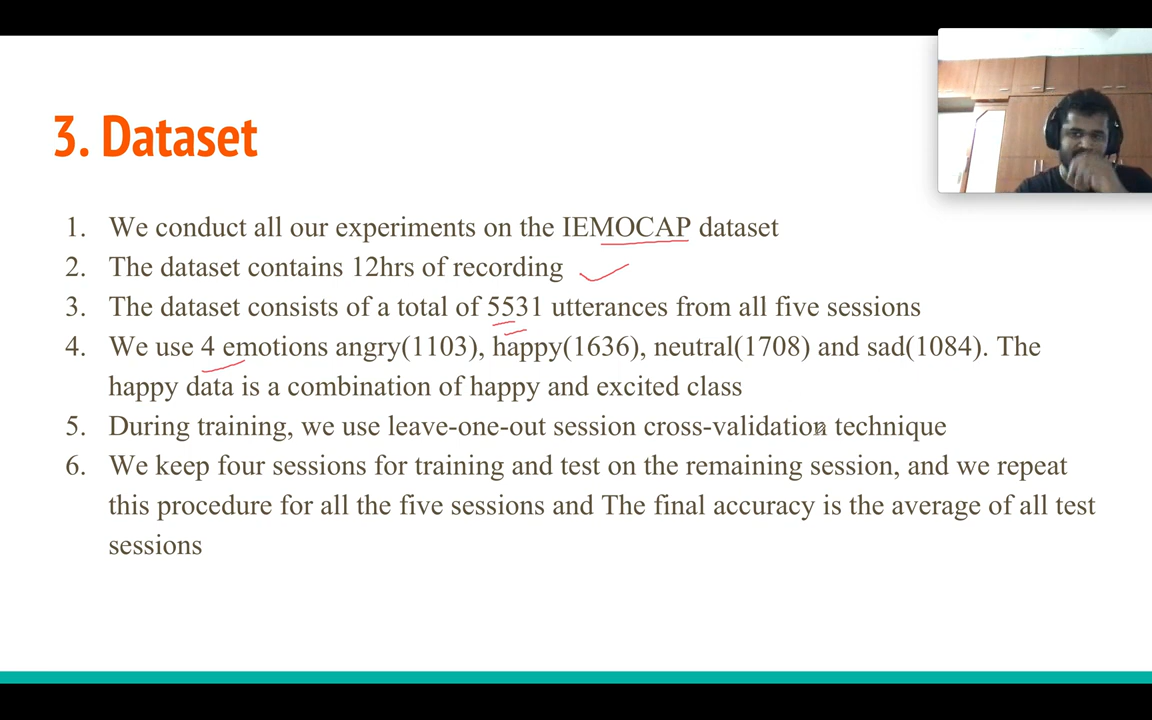 3. Dataset
1. We conduct all our experiments on the IEMOCAP dataset
2. The dataset contains 12hrs of recording
3. The dataset consists of a total of 5531 utterances from all five sessions
4. We use 4 emotions angry(1103), happy(1636), neutral(1708) and sad(1084). The
happy data is a combination of happy and excited class
5. During training, we use leave-one-out session cross-validation technique
6. We keep four sessions for training and test on the remaining session, and we repeat
this procedure for all the five sessions and The final accuracy is the average of all test
sessions